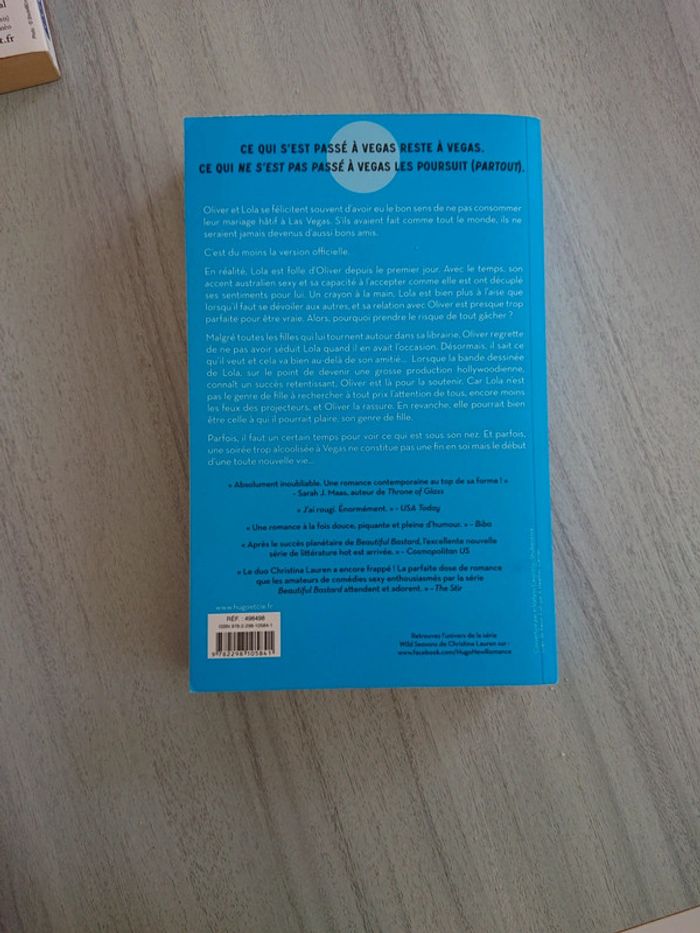 al
x.fr
CE QUI S'EST PASSÉ À VEGAS RESTE À VEGAS.
CE QUI NE S'EST PAS PASSÉ À VEGAS LES POURSUIT (PARTOUT).
Oliver et Lola se félicitent souvent d'avoir eu le bon sens de ne pas consommer
leur mariage hâtif à Las Vegas. S'ils avaient fait comme tout le monde, ils ne
seraient jamais devenus d'aussi bons amis.
C'est du moins la version officielle.
En réalité, Lola est folle d'Oliver depuis le premier jour. Avec le temps, son
accent australien sexy et sa capacité à l'accepter comme elle est ont décuplé
ses sentiments pour lui. Un crayon à la main, Lola est bien plus à l'aise que
lorsqu'il faut se dévoiler aux autres, et sa relation avec Oliver est presque trop
parfaite pour être vraie. Alors, pourquoi prendre le risque de tout gâcher ?
Malgré toutes les filles qui lui tournent autour dans sa librairie, Oliver regrette
de ne pas avoir séduit Lola quand il en avait l'occasion. Désormais, il sait ce
qu'il veut et cela va bien au-delà de son amitié... Lorsque la bande dessinée
de Lola, sur le point de devenir une grosse production hollywoodienne,
connaît un succès retentissant, Oliver est là pour la soutenir. Car Lola n'est
pas le genre de fille à rechercher à tout prix l'attention de tous, encore moins
les feux des projecteurs, et Oliver la rassure. En revanche, elle pourrait bien
être celle à qui il pourrait plaire, son genre de fille.
Parfois, il faut un certain temps pour voir ce qui est sous son nez. Et parfois,
une soirée trop alcoolisée à Vegas ne constitue pas une fin en soi mais le début
d'une toute nouvelle vie...
« Absolument inoubliable. Une romance contemporaine au top de sa forme ! »
- Sarah J. Maas, auteur de Throne of Glass
« J'ai rougi. Énormément. » - USA Today
« Une romance à la fois douce, piquante et pleine d'humour. » - Biba
« Après le succès planétaire de Beautiful Bastard, l'excellente nouvelle
série de littérature hot est arrivée. » - Cosmopolitan US
« Le duo Christina Lauren a encore frappé ! La parfaite dose de romance
que les amateurs de comédies sexy enthousiasmés par la série
Beautiful Bastard attendent et adorent. » - The Stir
www.hugoetcie.fr
RÉF. : 498498
ISBN 978-2-298-10584-1
9 782298 105841
Retrouvez l'univers de la série
Wild Seasons de Christina Lauren sur :
www.facebook.com/HugoNewRomance